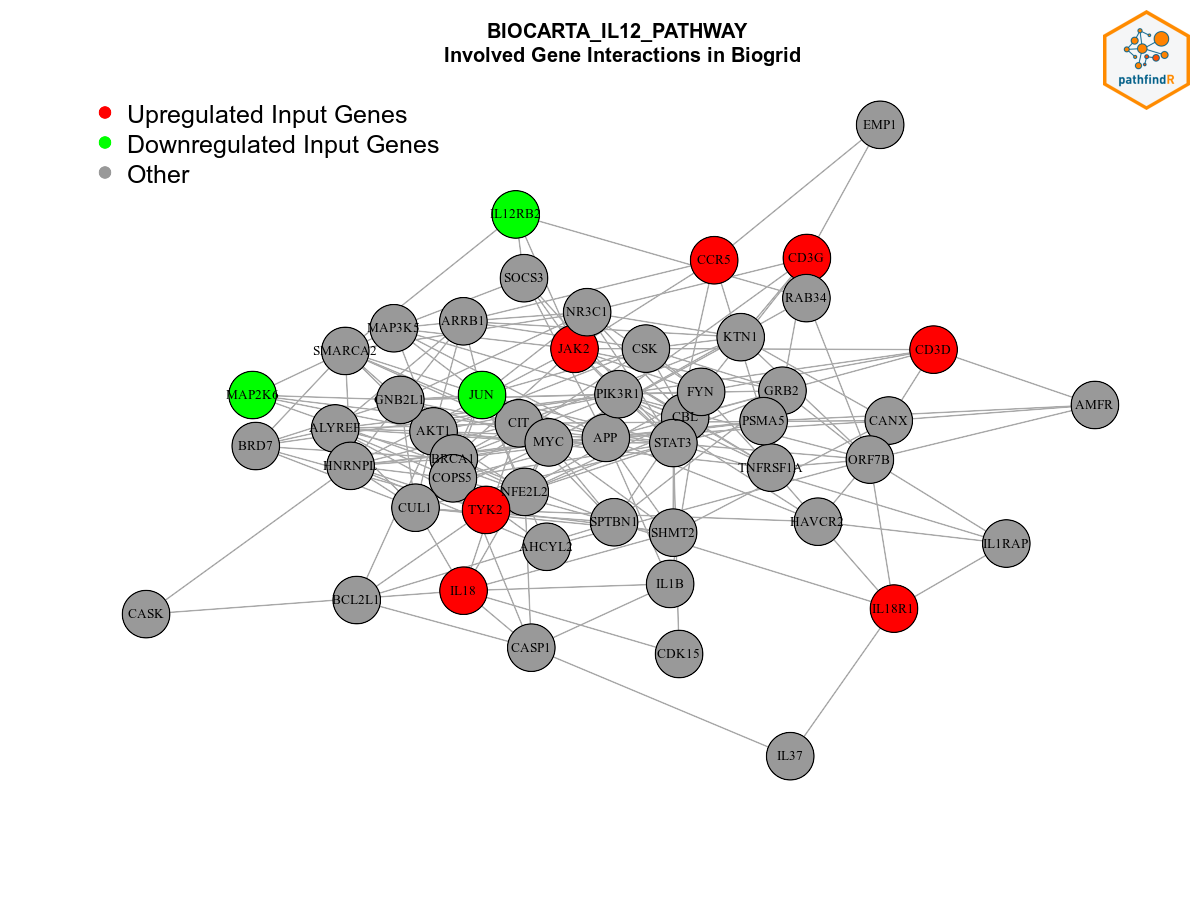 BIOCARTA_IL12_PATHWAY
Involved Gene Interactions in Biogrid
pathfindR
Upregulated Input Genes
Downregulated Input Genes
Other
EMP1
IL12RB2
CCR5
CD3G
SOCS3
RAB34
NR3C1
ARRB1
MAP3K5
KTN1
SMARCA2
JAK2
CSK
CD3D
MAP2K6
JUN
PIK3R1
FYN
GRB2
GNB2L1
AMFR
CBL
PSMA5
CANX
CIT
ALYREF
AKT1
APP
MYC
STAT3
BRD7
BRCA1
ORF7B
HNRNPL
TNFRSF1A
COPS5
NFE2L2
CUL1
TYK2
SPTBN1
HAVCR2
SHMT2
IL1RAP
AHCYL2
IL1B
IL18
BCL2L1
IL18R1
CASK
CASP1
CDK15
IL37